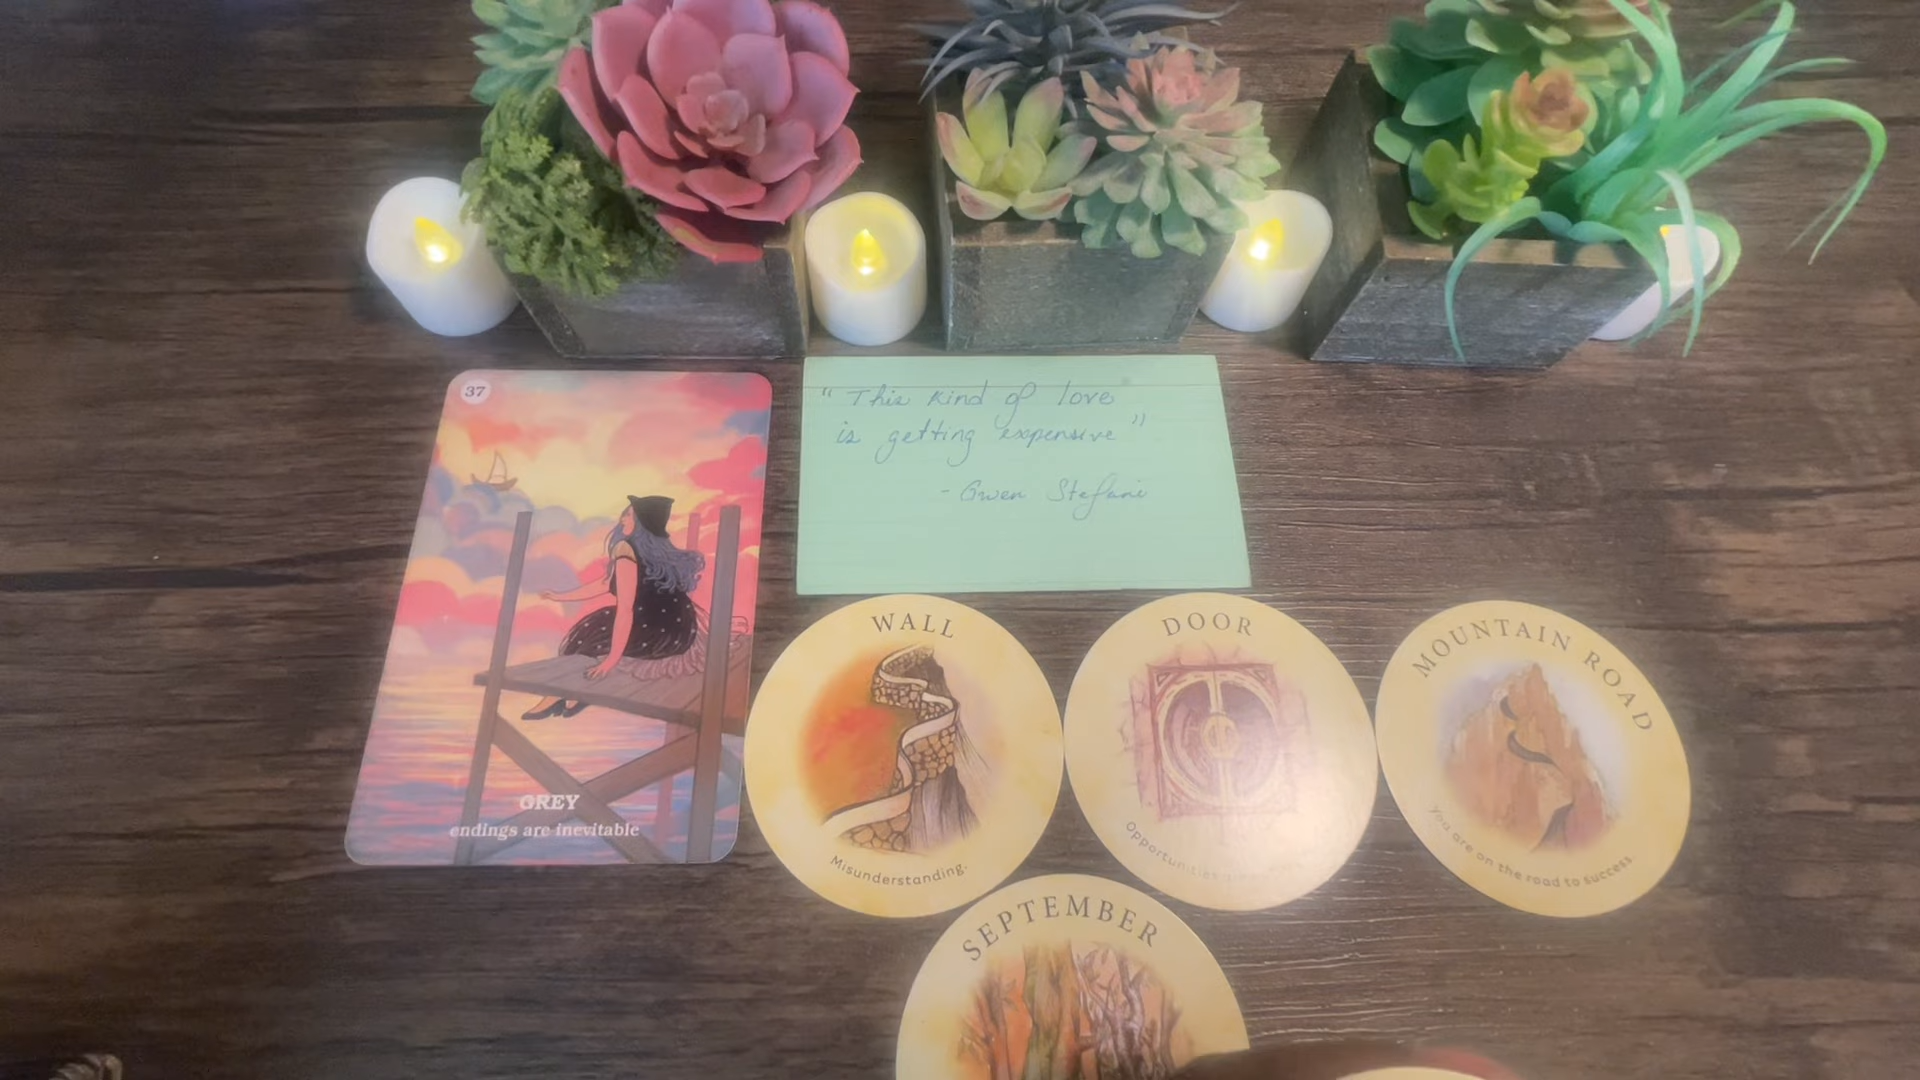 37
GREY
endings are inevitable
"This kind of love
is getting expensive"
- Gwen Stefani
WALL
Misunderstanding.
DOOR
MOUNTAIN ROAD
You are on the road to success
SEPTEMBER